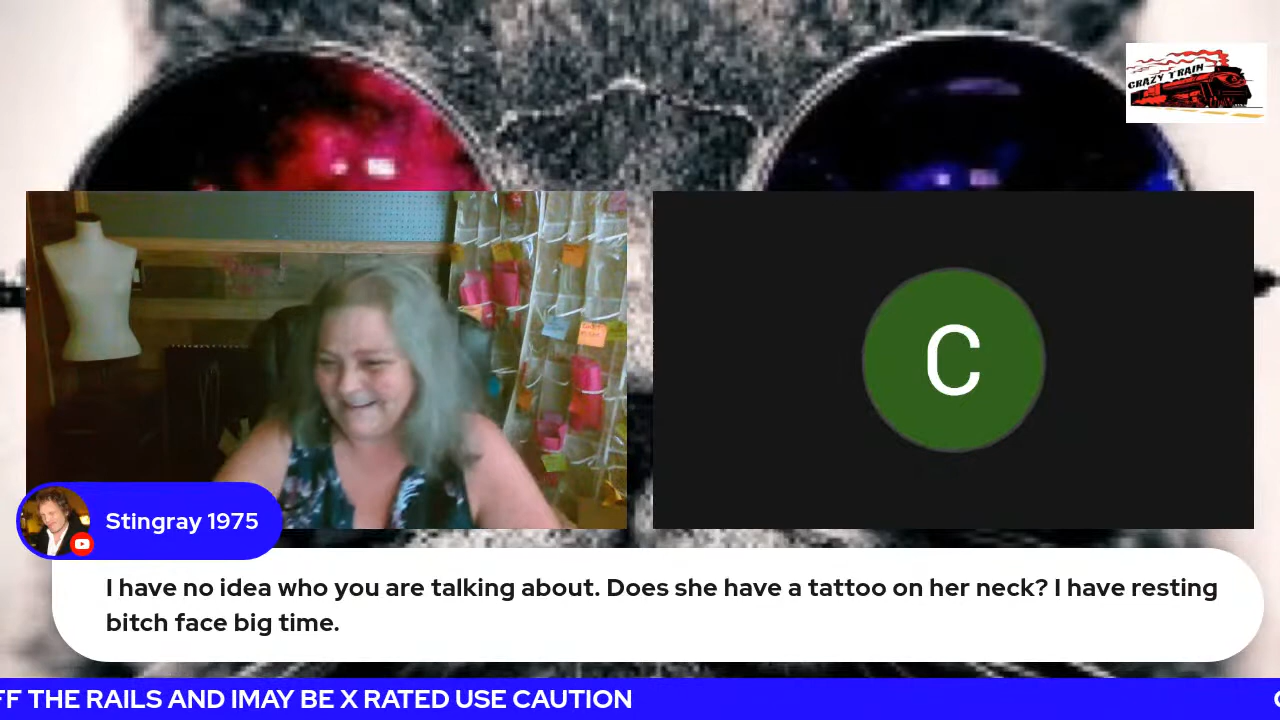 CRAZY TRAIN
C
Stingray 1975
I have no idea who you are talking about. Does she have a tattoo on her neck? I have resting
bitch face big time.
FF THE RAILS AND IMAY BE X RATED USE CAUTION